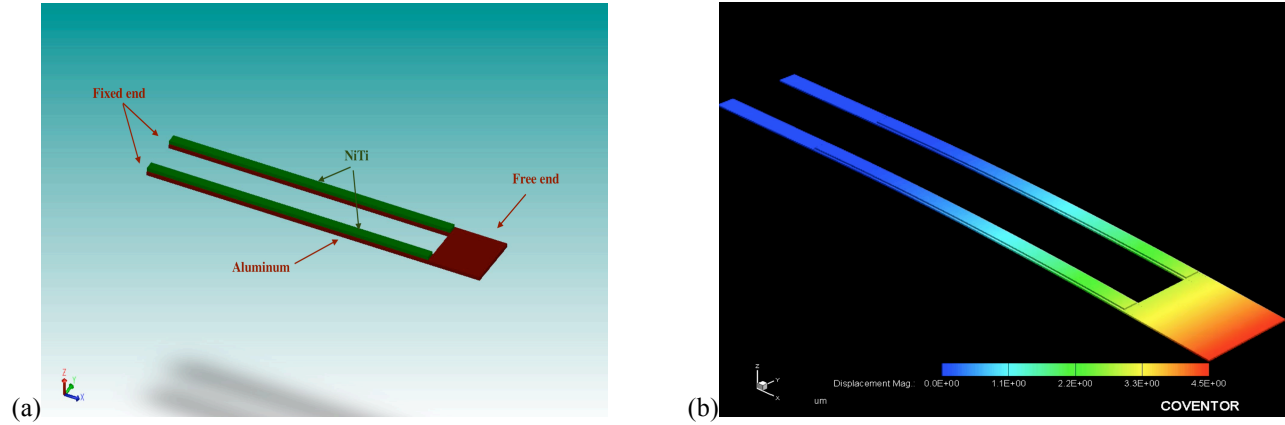 Fixed end
NiTi
Free end
Aluminum
Z
Y
X
(a)
Z
Y
X
Displacement Mag.: 0.0E+00 1.1E+00 2.2E+00 3.3E+00 4.5E+00
um
COVENTOR
(b)